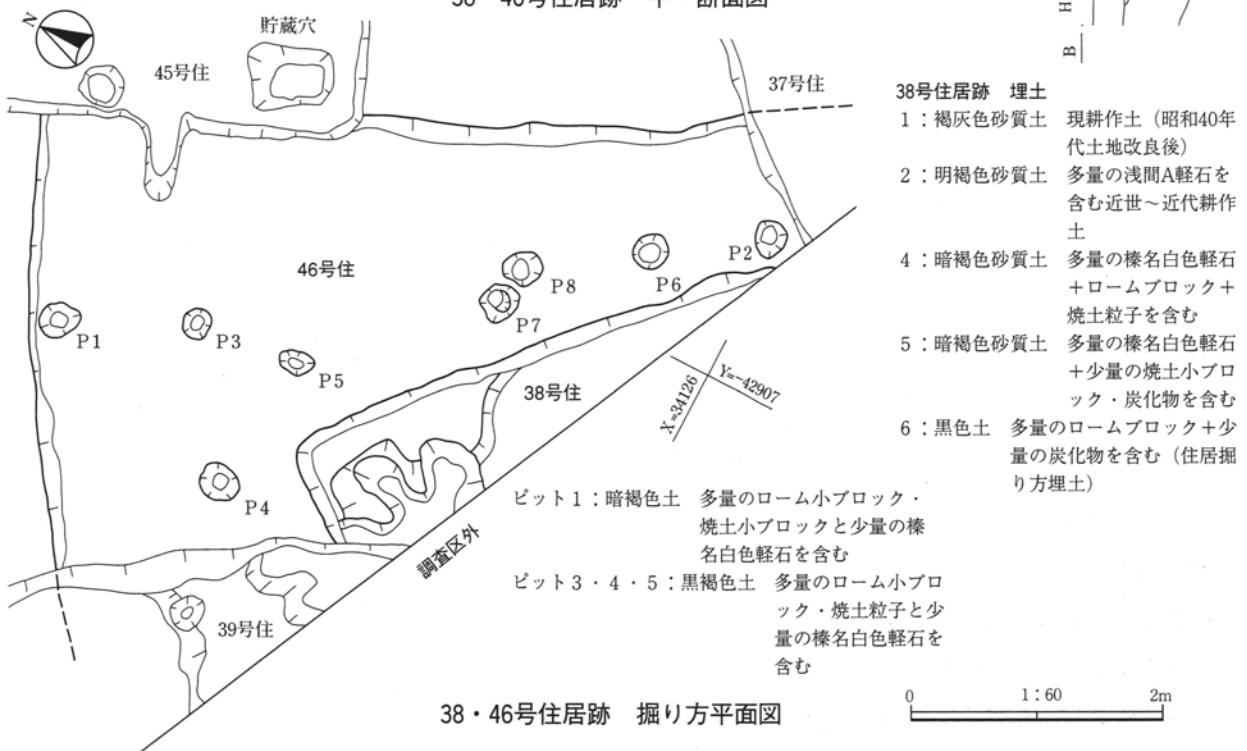 38・46号住居跡 平・断面図
N
貯蔵穴
45号住
37号住
H
B
46号住
P1
P3
P5
P4
P8
P7
P6
P2
38号住
39号住
X=34126
Y=-42907
調査区外
38号住居跡 埋土
1：褐灰色砂質土 現耕作土（昭和40年
代土地改良後）
2：明褐色砂質土 多量の浅間A軽石を
含む近世～近代耕作
土
4：暗褐色砂質土 多量の榛名白色軽石
＋ロームブロック＋
焼土粒子を含む
5：暗褐色砂質土 多量の榛名白色軽石
＋少量の焼土小ブロ
ック・炭化物を含む
6：黒色土 多量のロームブロック＋少
量の炭化物を含む（住居掘
り方埋土）
ピット1：暗褐色土 多量のローム小ブロック・
焼土小ブロックと少量の榛
名白色軽石を含む
ピット3・4・5：黒褐色土 多量のローム小ブロ
ック・焼土粒子と少
量の榛名白色軽石を
含む
38・46号住居跡 掘り方平面図
0 1:60 2m